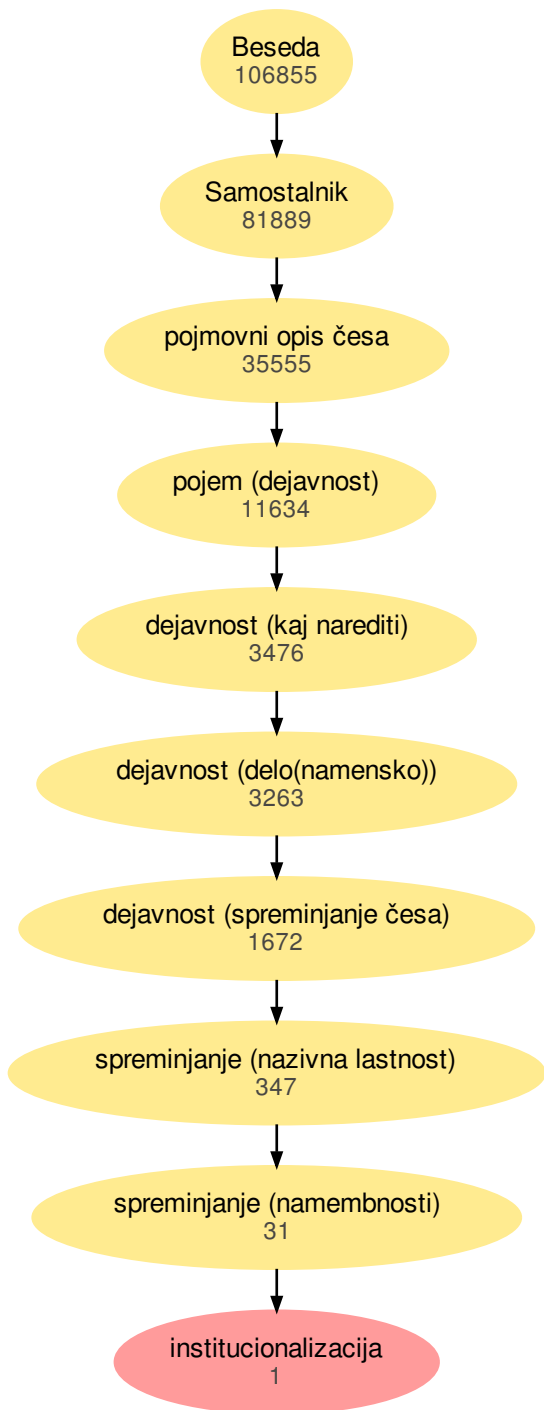 Beseda
106855
Samostalnik
81889
pojmovni opis česa
35555
pojem (dejavnost)
11634
dejavnost (kaj narediti)
3476
dejavnost (delo(namensko))
3263
dejavnost (spreminjanje česa)
1672
spreminjanje (nazivna lastnost)
347
spreminjanje (namembnosti)
31
institucionalizacija
1